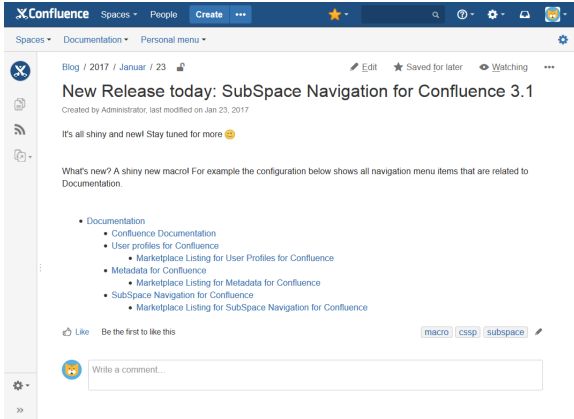 Confluence Spaces People Create •••
Spaces Documentation Personal menu
Blog / 2017 / Januar / 23 Edit Saved for later Watching •••
New Release today: SubSpace Navigation for Confluence 3.1
Created by Administrator, last modified on Jan 23, 2017
It's all shiny and new! Stay tuned for more
What's new? A shiny new macro! For example the configuration below shows all navigation menu items that are related to
Documentation.
• Documentation
• Confluence Documentation
• User profiles for Confluence
• Marketplace Listing for User Profiles for Confluence
• Metadata for Confluence
• Marketplace Listing for Metadata for Confluence
• SubSpace Navigation for Confluence
• Marketplace Listing for SubSpace Navigation for Confluence
Like Be the first to like this macro cssp subspace
Write a comment…